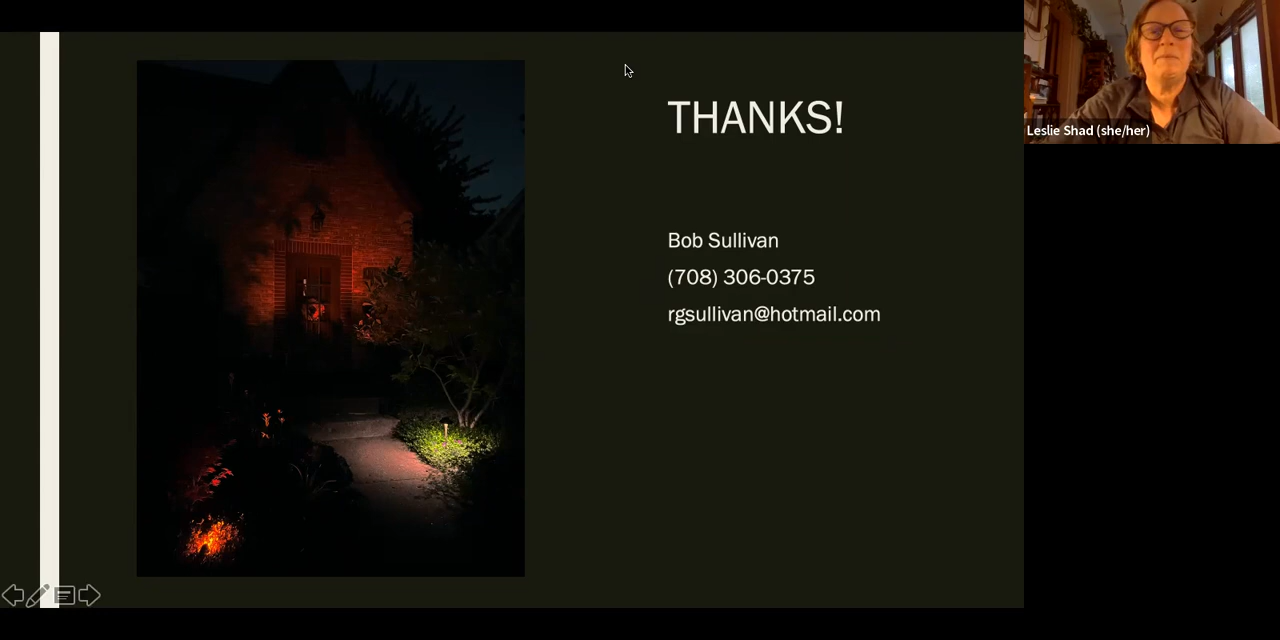 THANKS!
Bob Sullivan
(708) 306-0375
rgsullivan@hotmail.com
Leslie Shad (she/her)